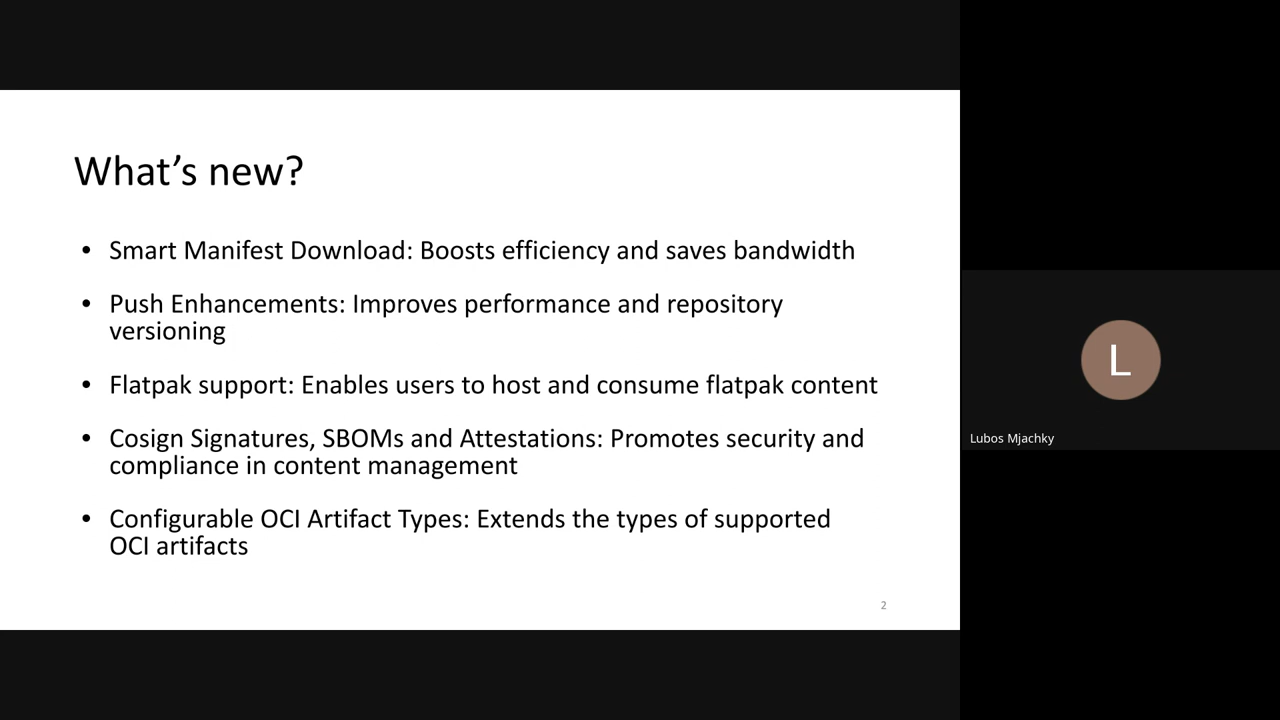 What’s new?
• Smart Manifest Download: Boosts efficiency and saves bandwidth
• Push Enhancements: Improves performance and repository
versioning
• Flatpak support: Enables users to host and consume flatpak content
• Cosign Signatures, SBOMs and Attestations: Promotes security and
compliance in content management
• Configurable OCI Artifact Types: Extends the types of supported
OCI artifacts
2
L
Lubos Mjachky